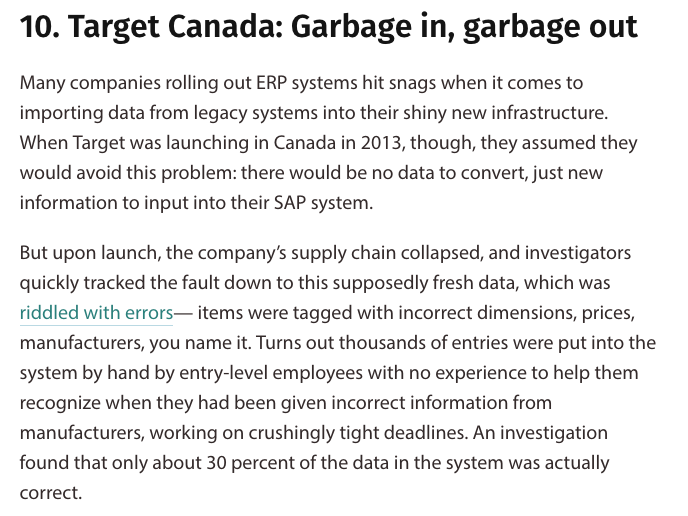 10. Target Canada: Garbage in, garbage out
Many companies rolling out ERP systems hit snags when it comes to
importing data from legacy systems into their shiny new infrastructure.
When Target was launching in Canada in 2013, though, they assumed they
would avoid this problem: there would be no data to convert, just new
information to input into their SAP system.
But upon launch, the company’s supply chain collapsed, and investigators
quickly tracked the fault down to this supposedly fresh data, which was
riddled with errors— items were tagged with incorrect dimensions, prices,
manufacturers, you name it. Turns out thousands of entries were put into the
system by hand by entry-level employees with no experience to help them
recognize when they had been given incorrect information from
manufacturers, working on crushingly tight deadlines. An investigation
found that only about 30 percent of the data in the system was actually
correct.